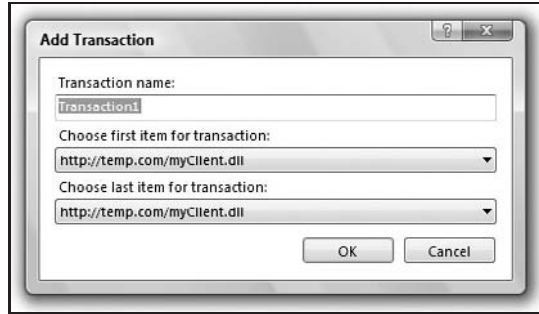 Add Transaction
?
Transaction name:
Transaction1
Choose first item for transaction:
http://temp.com/myClient.dll
Choose last item for transaction:
http://temp.com/myClient.dll
OK
Cancel